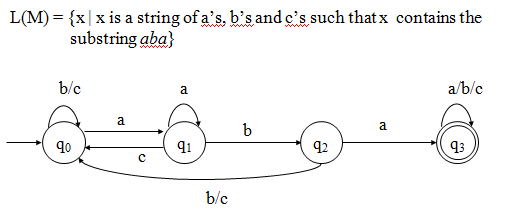 L(M) = {x | x is a string of a's, b's and c's such that x contains the
substring aba}
b/c
a
a/b/c
a
b
a
q0
q1
q2
q3
c
b/c